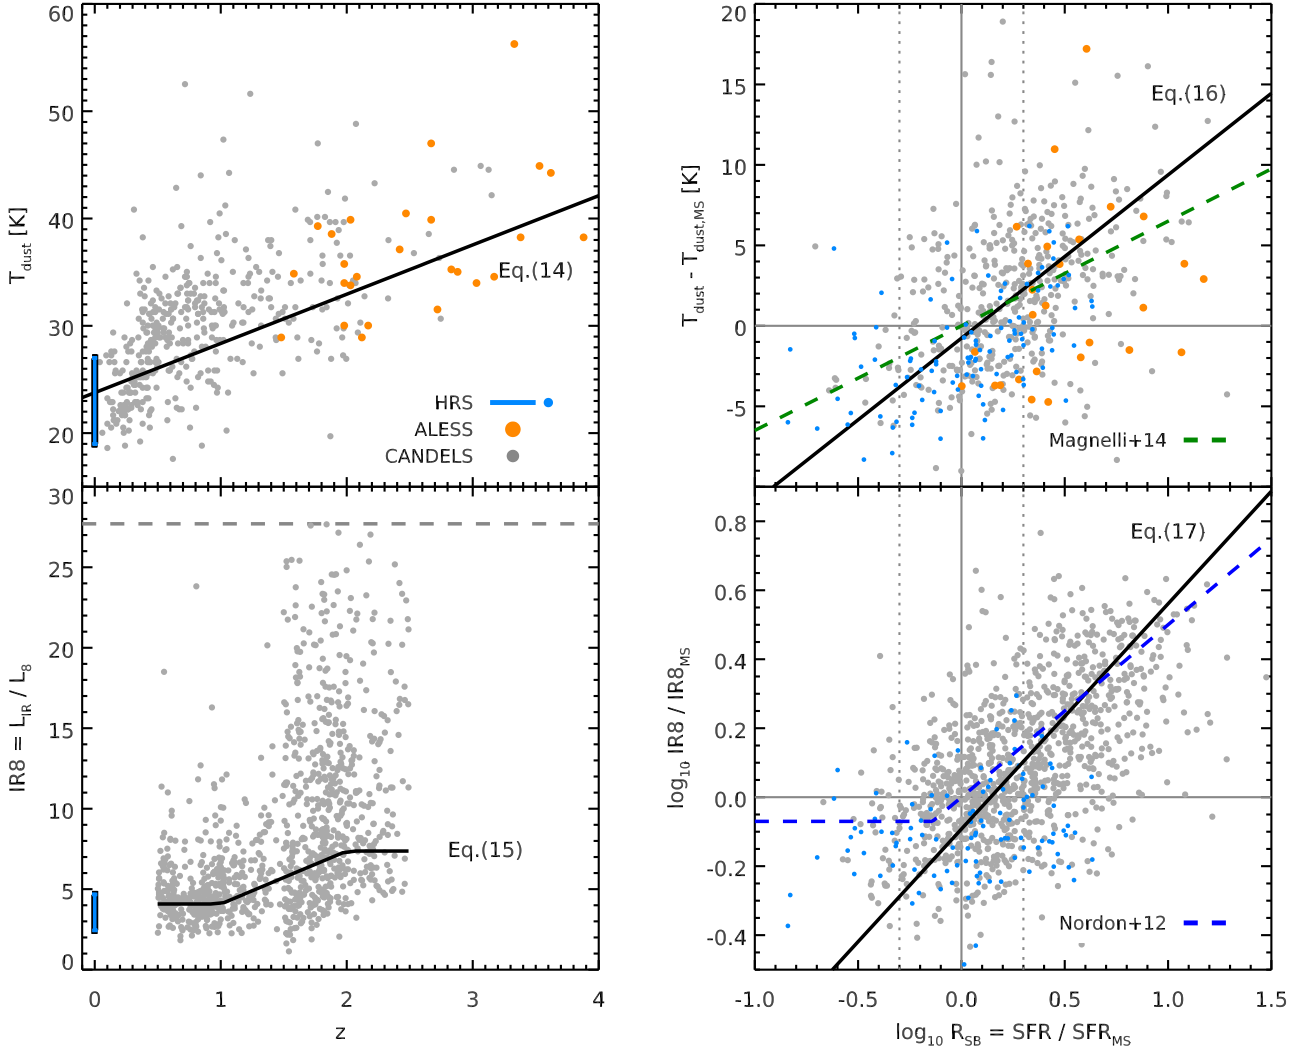 60
50
40
30
20
T_dust [K]
Eq.(14)
HRS
ALESS
CANDELS
20
15
10
5
0
-5
T_dust - T_dust,MS [K]
Eq.(16)
Magnelli+14
30
25
20
15
10
5
0
IR8 = L_IR / L_8
Eq.(15)
0 1 2 3 4
z
0.8
0.6
0.4
0.2
0.0
-0.2
-0.4
log_10 IR8 / IR8_MS
Eq.(17)
Nordon+12
-1.0 -0.5 0.0 0.5 1.0 1.5
log_10 R_SB = SFR / SFR_MS